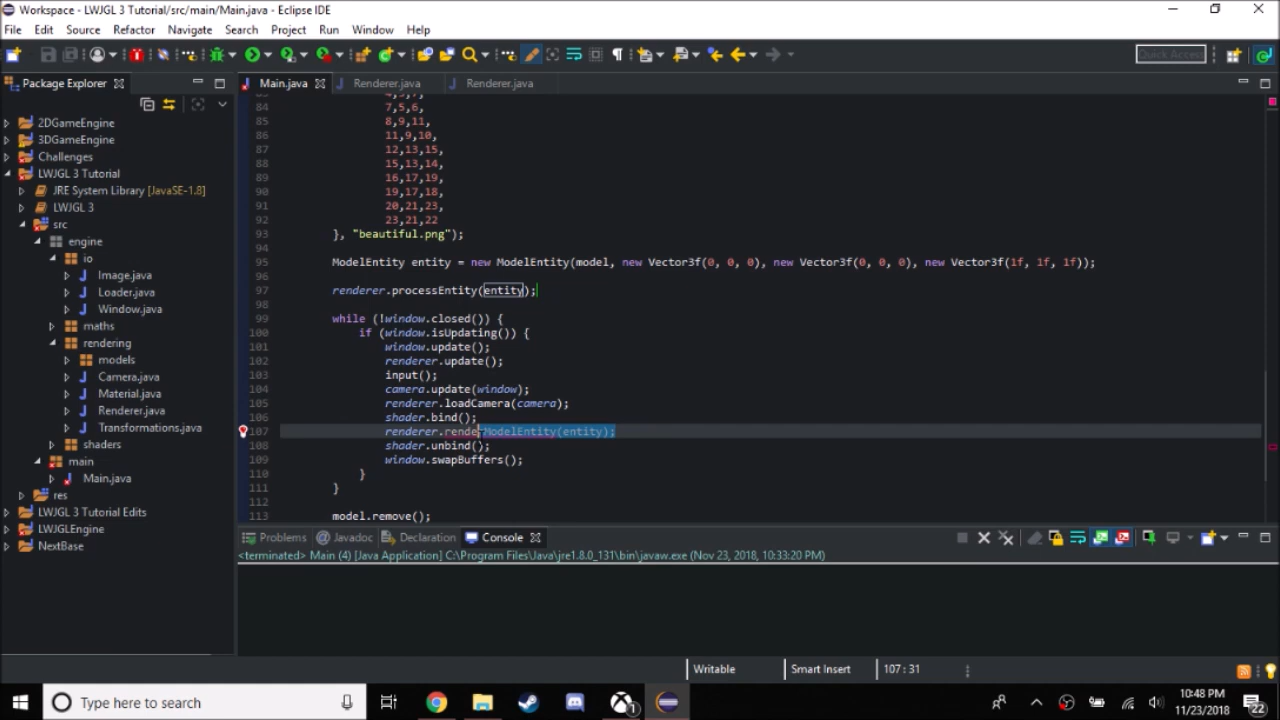 Workspace - LWJGL 3 Tutorial/src/main/Main.java - Eclipse IDE
File Edit Source Refactor Navigate Search Project Run Window Help
Quick Access
Package Explorer
Main.java Renderer.java Renderer.java
2DGameEngine
3DGameEngine
Challenges
LWJGL 3 Tutorial
JRE System Library [JavaSE-1.8]
LWJGL 3
src
engine
io
Image.java
Loader.java
Window.java
maths
rendering
models
Camera.java
Material.java
Renderer.java
Transformations.java
shaders
main
Main.java
res
LWJGL 3 Tutorial Edits
LWJGLEngine
NextBase
84 7,5,6,
85 8,9,11,
86 11,9,10,
87 12,13,15,
88 15,13,14,
89 16,17,19,
90 19,17,18,
91 20,21,23,
92 23,21,22
93 }, "beautiful.png");
94
95 ModelEntity entity = new ModelEntity(model, new Vector3f(0, 0, 0), new Vector3f(0, 0, 0), new Vector3f(1f, 1f, 1f));
96
97 renderer.processEntity(entity);
98
99 while (!window.closed()) {
100 if (window.isUpdating()) {
101 window.update();
102 renderer.update();
103 input();
104 camera.update(window);
105 renderer.loadCamera(camera);
106 shader.bind();
107 renderer.renderModelEntity(entity);
108 shader.unbind();
109 window.swapBuffers();
110 }
111 }
112
113 model.remove();
Problems Javadoc Declaration Console
<terminated> Main (4) [Java Application] C:\Program Files\Java\jre1.8.0_131\bin\javaw.exe (Nov 23, 2018, 10:33:20 PM)
Writable Smart Insert 107 : 31
Type here to search
1
10:48 PM
11/23/2018
22